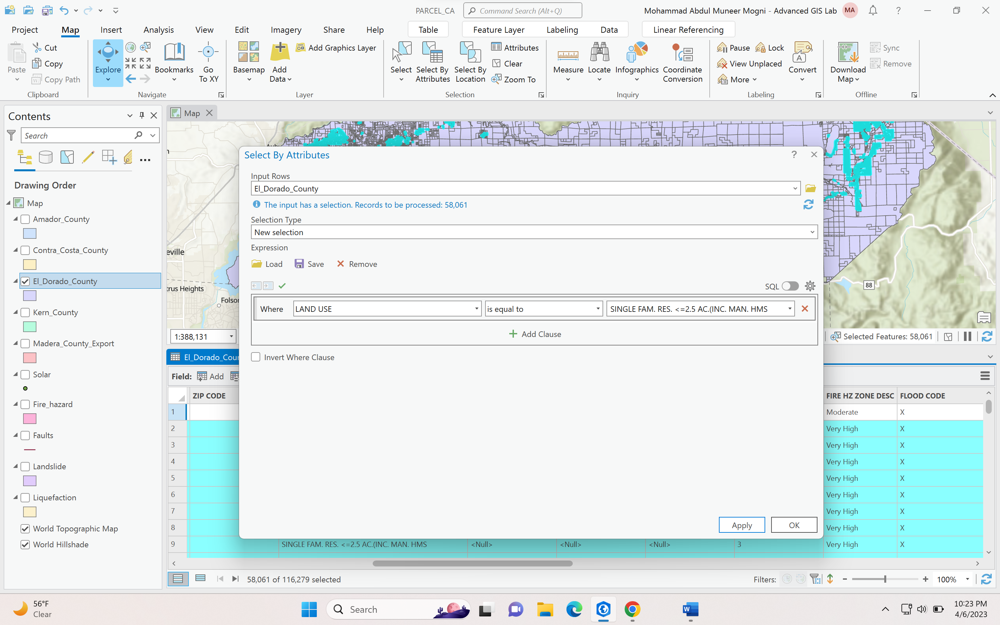 PARCEL_CA
Command Search (Alt+Q)
Mohammad Abdul Muneer Mogni - Advanced GIS Lab
MA
?
Project
Map
Insert
Analysis
View
Edit
Imagery
Share
Help
Table
Feature Layer
Labeling
Data
Linear Referencing
Paste
Cut
Copy
Copy Path
Clipboard
Explore
Bookmarks
Go To XY
Navigate
Basemap
Add Data
Add Graphics Layer
Layer
Select
Select By Attributes
Select By Location
Attributes
Clear
Zoom To
Selection
Measure
Locate
Infographics
Coordinate Conversion
Inquiry
Pause
Lock
View Unplaced
More
Convert
Labeling
Download Map
Sync
Remove
Offline
Contents
Search
Drawing Order
Map
Amador_County
Contra_Costa_County
El_Dorado_County
Kern_County
Madera_County_Export
Solar
Fire_hazard
Faults
Landslide
Liquefaction
World Topographic Map
World Hillshade
Map
eville
trus Heights
Folso
88
1:388,131
Selected Features: 58,061
Select By Attributes
?
Input Rows
El_Dorado_County
The input has a selection. Records to be processed: 58,061
Selection Type
New selection
Expression
Load
Save
Remove
SQL
Where
LAND USE
is equal to
SINGLE FAM. RES. <=2.5 AC.(INC. MAN. HMS
Add Clause
Invert Where Clause
Apply
OK
El_Dorado_Cour
Field:
Add
ZIP CODE
FIRE HZ ZONE DESC
FLOOD CODE
1 Moderate X
2 Very High X
3 Very High X
4 Very High X
5 Very High X
6 Very High X
7 Very High X
8 Very High X
9 SINGLE FAM. RES. <=2.5 AC.(INC. MAN. HMS <Null> <Null> <Null> 3 Very High X
58,061 of 116,279 selected
Filters:
100%
56°F
Clear
Search
10:23 PM
4/6/2023